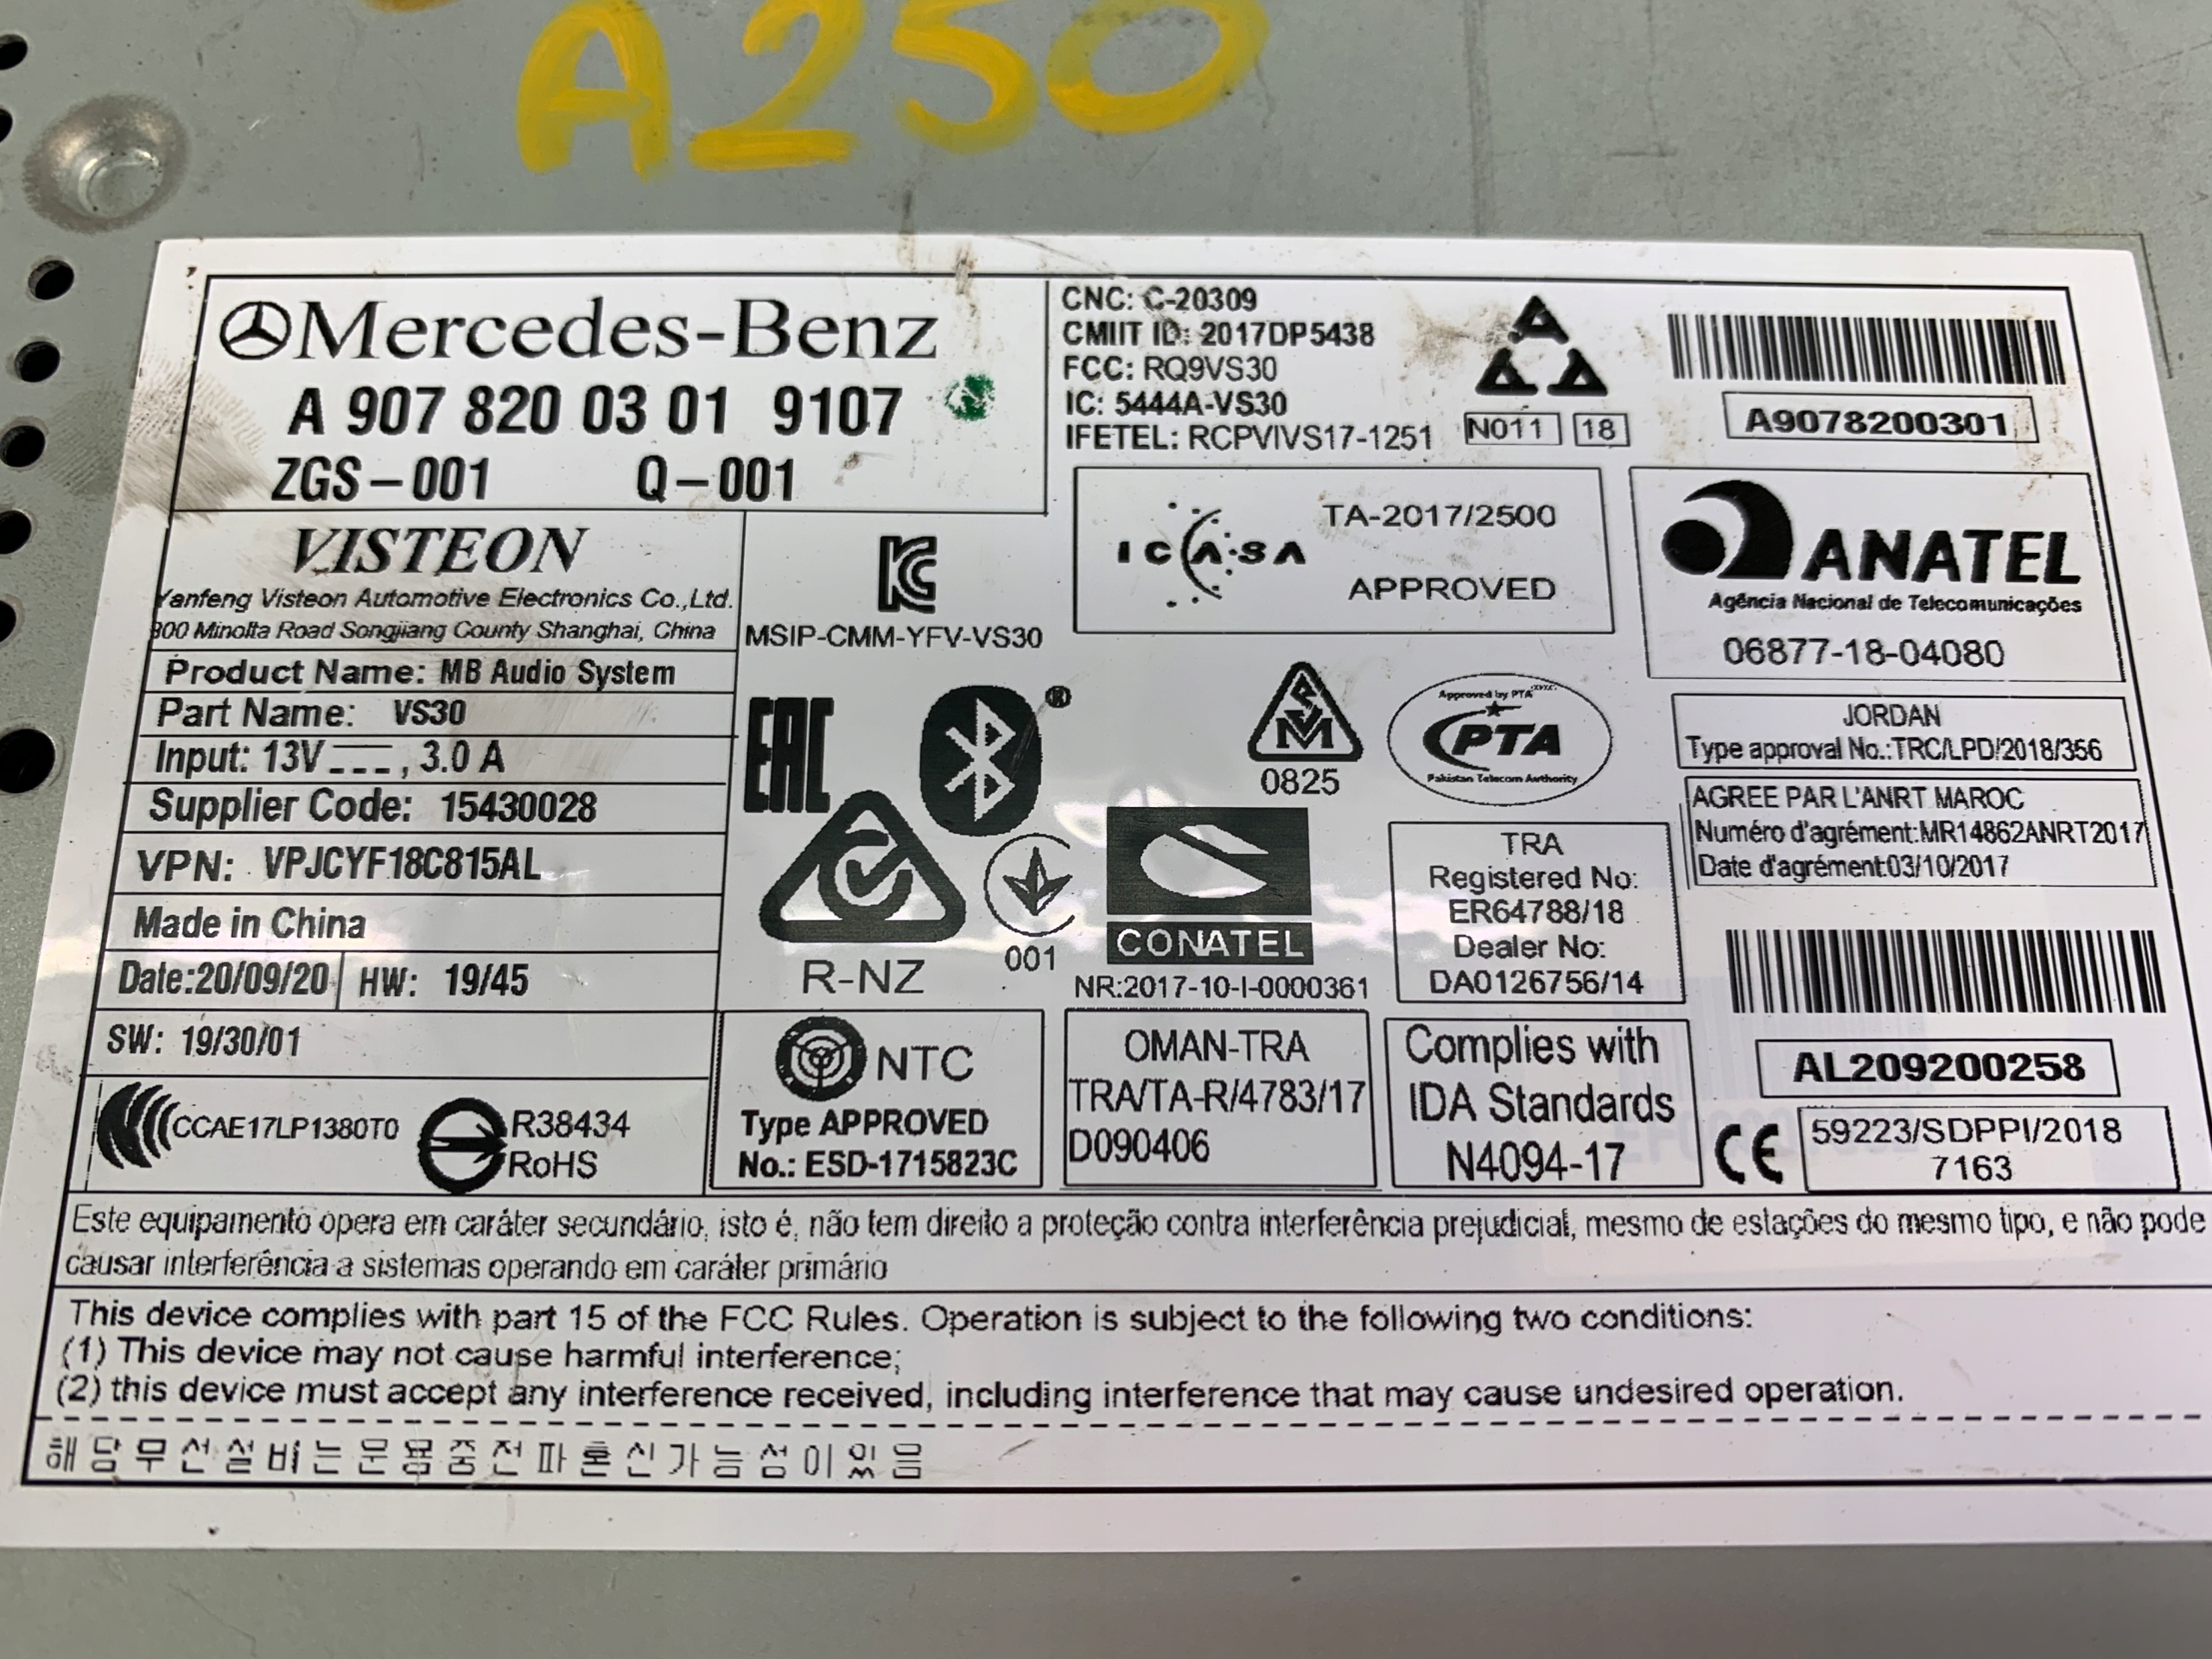 A250
Mercedes-Benz
A 907 820 03 01 9107
ZGS-001 Q-001
CNC: C-20309
CMIIT ID: 2017DP5438
FCC: RQ9VS30
IC: 5444A-VS30
IFETEL: RCPVIVS17-1251
N011 18
A9078200301
VISTEON
Yanfeng Visteon Automotive Electronics Co.,Ltd.
300 Minolta Road Songjiang County Shanghai, China
Product Name: MB Audio System
Part Name: VS30
Input: 13V, 3.0 A
Supplier Code: 15430028
VPN: VPJCYF18C815AL
Made in China
Date:20/09/20 HW: 19/45
SW: 19/30/01
CCAE17LP1380T0
R38434
RoHS
KC
MSIP-CMM-YFV-VS30
ICASA
TA-2017/2500
APPROVED
ANATEL
Agência Nacional de Telecomunicações
06877-18-04080
EAC
®
0825
Approved by PTA
PTA
Pakistan Telecom Authority
JORDAN
Type approval No.:TRC/LPD/2018/356
AGREE PAR L'ANRT MAROC
Numéro d'agrément:MR14862ANRT2017
Date d'agrément:03/10/2017
R-NZ
001
CONATEL
NR:2017-10-I-0000361
TRA
Registered No:
ER64788/18
Dealer No:
DA0126756/14
NTC
Type APPROVED
No.: ESD-1715823C
OMAN-TRA
TRA/TA-R/4783/17
D090406
Complies with
IDA Standards
N4094-17
AL209200258
CE
59223/SDPPI/2018
7163
Este equipamento opera em caráter secundário, isto é, não tem direito a proteção contra interferência prejudicial, mesmo de estações do mesmo tipo, e não pode
causar interferência a sistemas operando em caráter primário
This device complies with part 15 of the FCC Rules. Operation is subject to the following two conditions:
(1) This device may not cause harmful interference;
(2) this device must accept any interference received, including interference that may cause undesired operation.
해당무선설비는운용중전파혼신가능성이있음